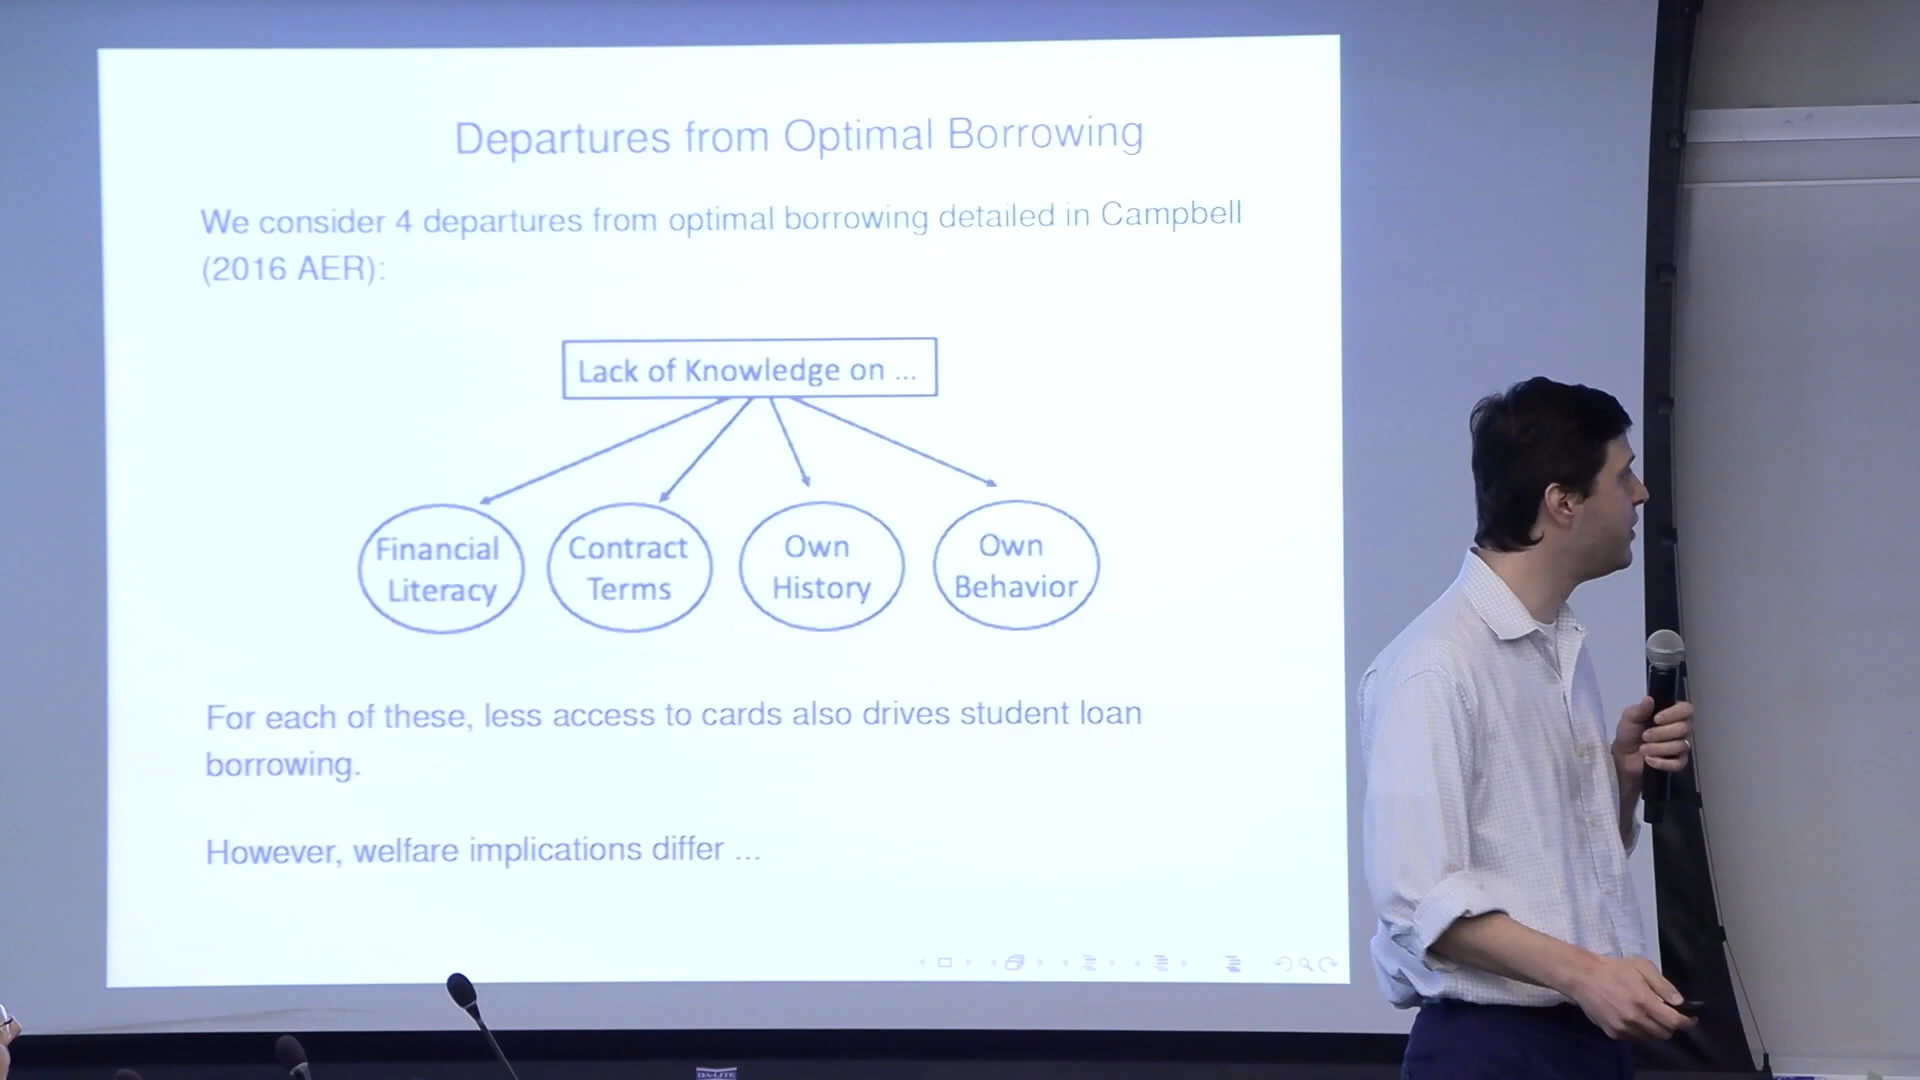 Departures from Optimal Borrowing
We consider 4 departures from optimal borrowing detailed in Campbell
(2016 AER):
Lack of Knowledge on ...
Financial
Literacy
Contract
Terms
Own
History
Own
Behavior
For each of these, less access to cards also drives student loan
borrowing.
However, welfare implications differ ...
DA-LITE